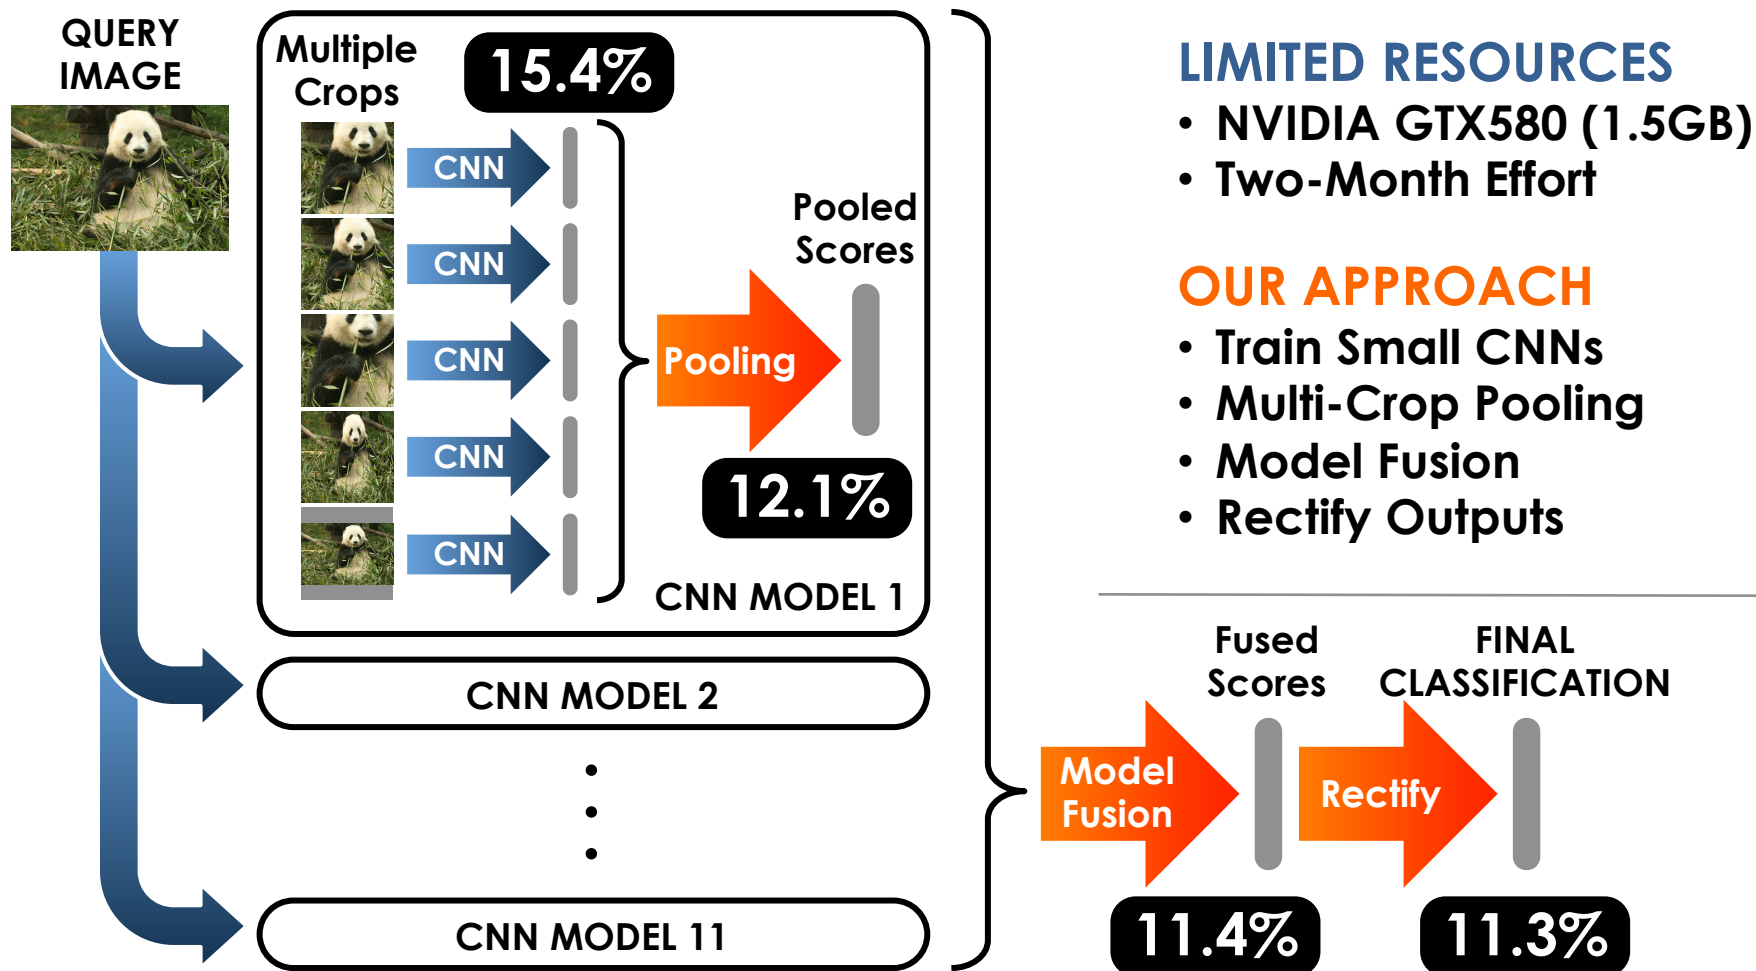 QUERY
IMAGE
Multiple
Crops
15.4%
CNN
CNN
CNN
CNN
CNN
Pooling
Pooled
Scores
12.1%
CNN MODEL 1
CNN MODEL 2
CNN MODEL 11
LIMITED RESOURCES
• NVIDIA GTX580 (1.5GB)
• Two-Month Effort
OUR APPROACH
• Train Small CNNs
• Multi-Crop Pooling
• Model Fusion
• Rectify Outputs
Model
Fusion
Fused
Scores
11.4%
Rectify
FINAL
CLASSIFICATION
11.3%